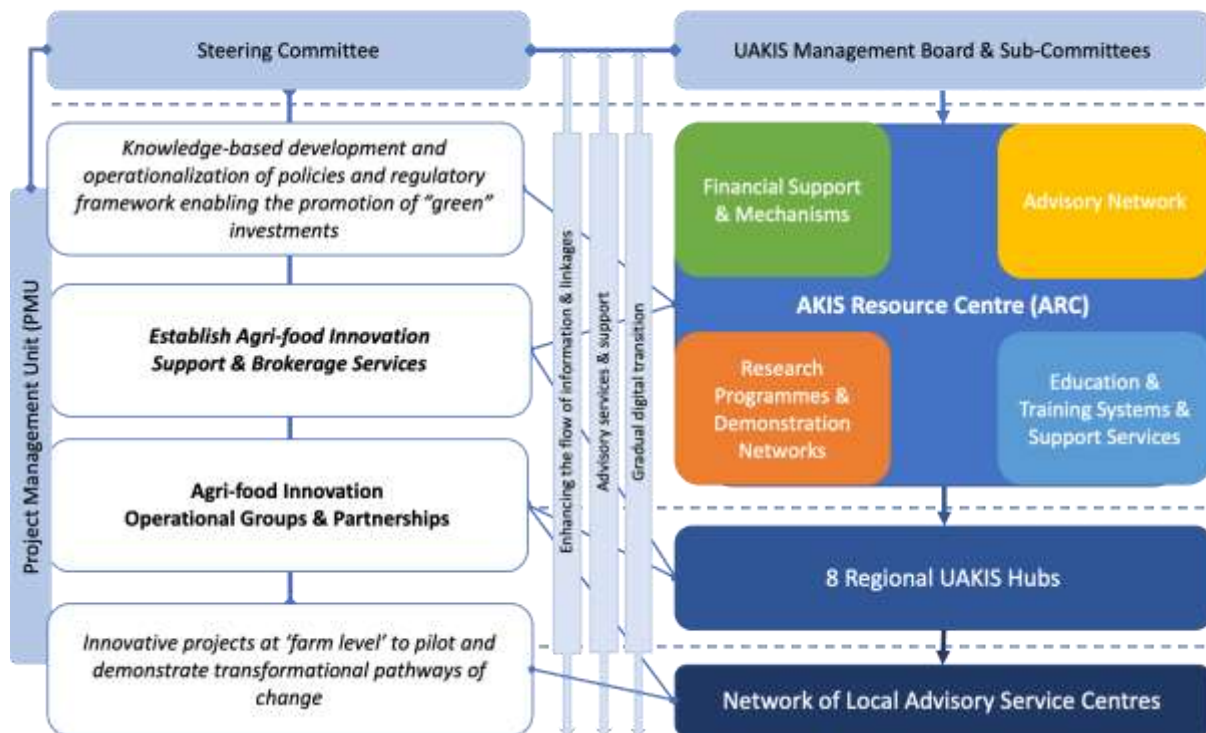 Steering Committee
UAKIS Management Board & Sub-Committees
Project Management Unit (PMU
Knowledge-based development and
operationalization of policies and regulatory
framework enabling the promotion of "green"
investments
Establish Agri-food Innovation
Support & Brokerage Services
Agri-food Innovation
Operational Groups & Partnerships
Innovative projects at 'farm level' to pilot and
demonstrate transformational pathways of
change
Enhancing the flow of information & linkages
Advisory services & support
Gradual digital transition
Financial Support
& Mechanisms
Advisory Network
AKIS Resource Centre (ARC)
Research
Programmes &
Demonstration
Networks
Education &
Training Systems &
Support Services
8 Regional UAKIS Hubs
Network of Local Advisory Service Centres